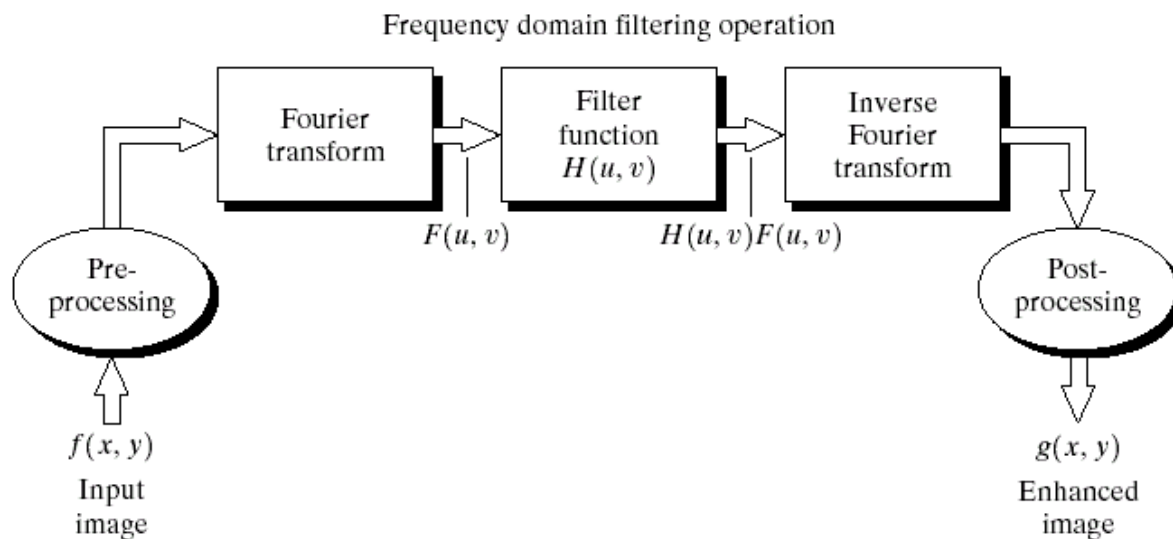 Frequency domain filtering operation
Fourier
transform
Filter
function
H(u, v)
Inverse
Fourier
transform
F(u, v)
H(u, v)F(u, v)
Pre-
processing
Post-
processing
f(x, y)
Input
image
g(x, y)
Enhanced
image